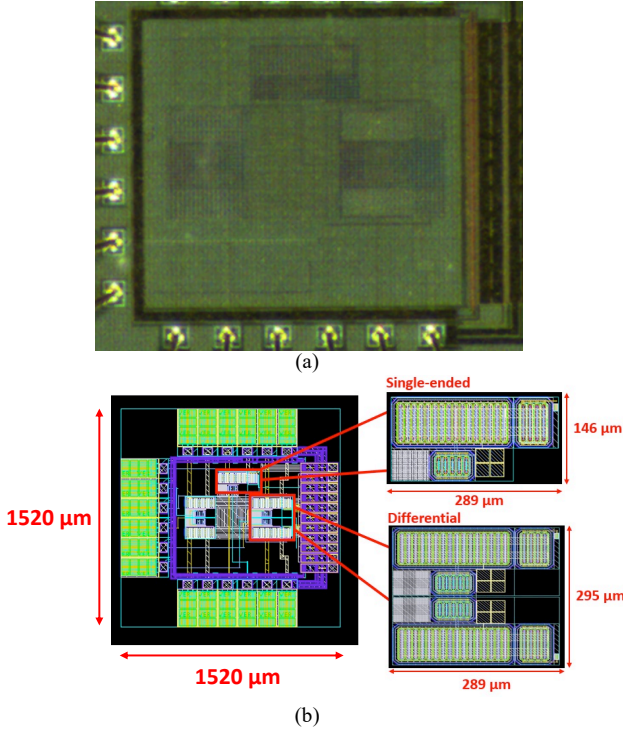 (a)
Single-ended
146 μm
289 μm
1520 μm
Differential
295 μm
289 μm
1520 μm
(b)